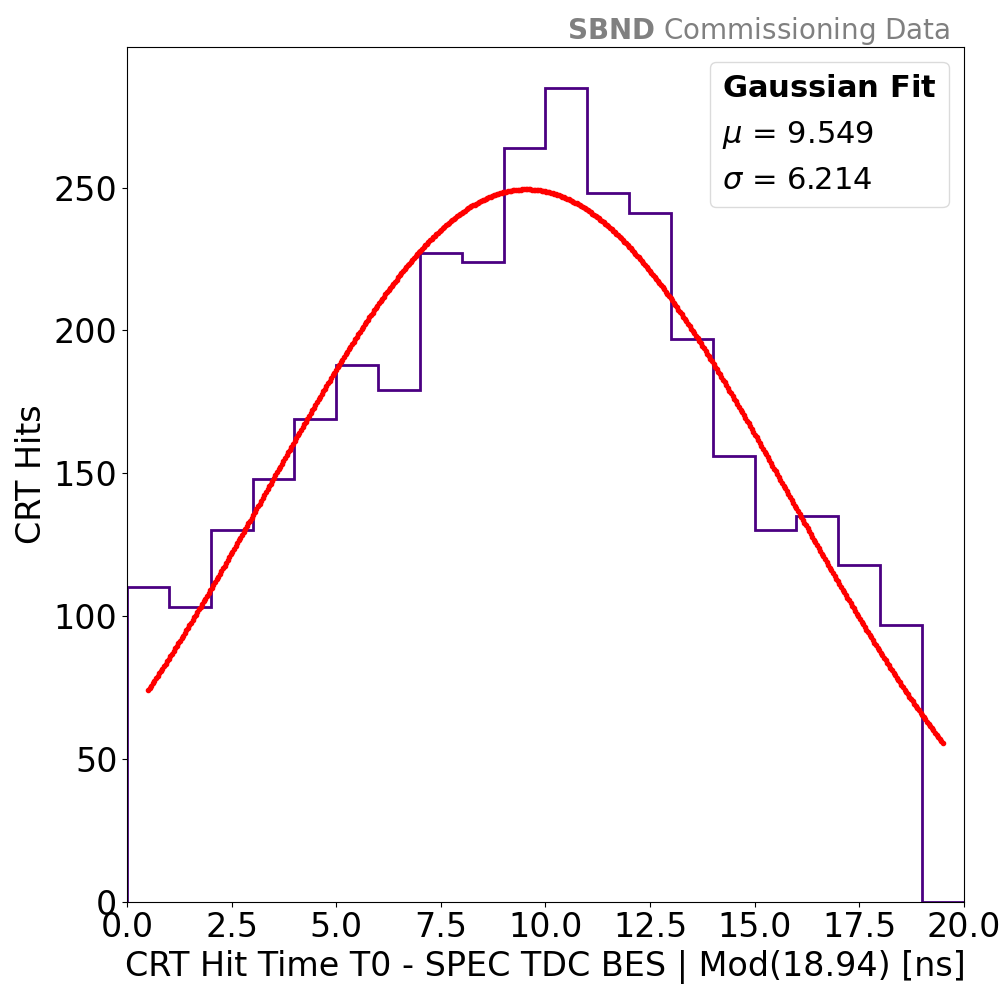 SBND Commissioning Data
Gaussian Fit
μ = 9.549
σ = 6.214
250
200
150
100
50
0
CRT Hits
0.0 2.5 5.0 7.5 10.0 12.5 15.0 17.5 20.0
CRT Hit Time T0 - SPEC TDC BES | Mod(18.94) [ns]